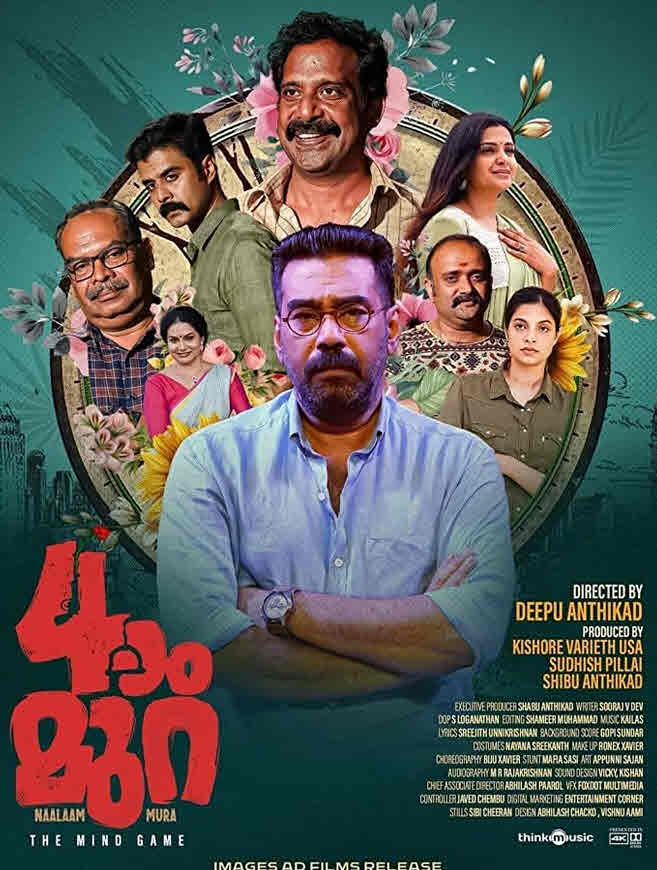 4ാം
മുറ
NAALAAM MURA
THE MIND GAME
DIRECTED BY
DEEPU ANTHIKAD
PRODUCED BY
KISHORE VARIETH USA
SUDHISH PILLAI
SHIBU ANTHIKAD
EXECUTIVE PRODUCER SHABU ANTHIKAD WRITER SOORAJ V DEV
DOP S LOGANATHAN EDITING SHAMEER MUHAMMAD MUSIC KAILAS
LYRICS SREEJITH UNNIKRISHNAN BACKGROUND SCORE GOPI SUNDAR
COSTUMES NAYANA SREEKANTH MAKE UP RONEX XAVIER
CHOREOGRAPHY BIJU XAVIER STUNT MAFIA SASI ART APPUNNI SAJAN
AUDIOGRAPHY M R RAJAKRISHNAN SOUND DESIGN VICKY, KISHAN
CHIEF ASSOCIATE DIRECTOR ABHILASH PAAROL VFX FOXDOT MULTIMEDIA
CONTROLLER JAVED CHEMBU DIGITAL MARKETING ENTERTAINMENT CORNER
STILLS SIBI CHEERAN DESIGN ABHILASH CHACKO, VISHNU AAMI
think music
PRESENTED IN
4K DOLBY
IMAGES AD FILMS RELEASE